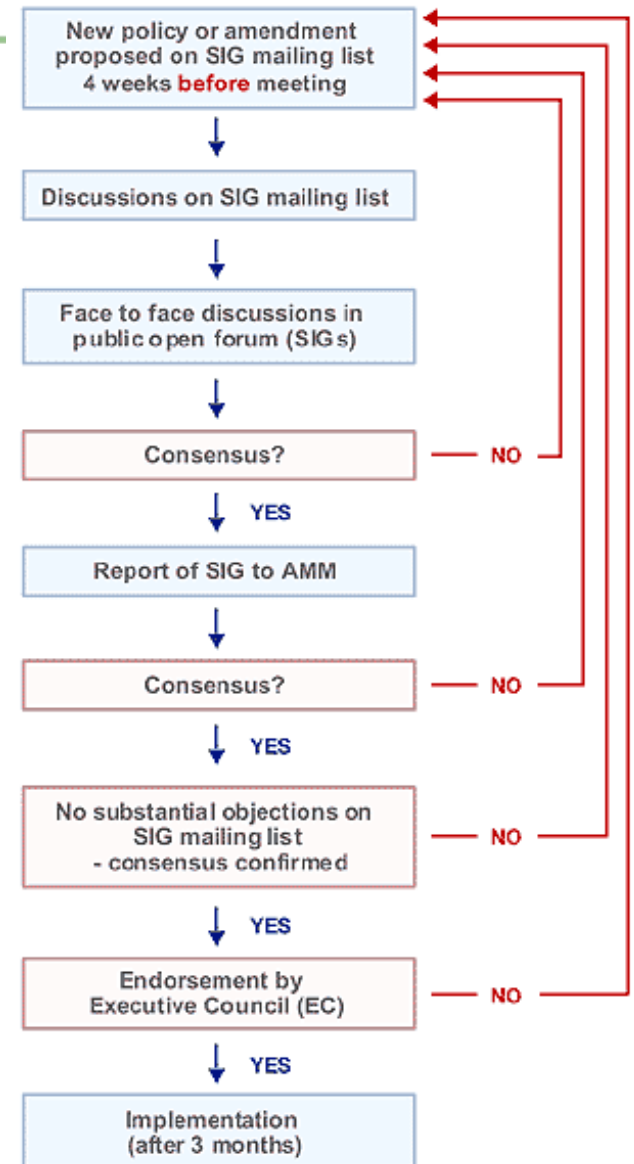 New policy or amendment
proposed on SIG mailing list
4 weeks before meeting
Discussions on SIG mailing list
Face to face discussions in
public open forum (SIGs)
Consensus?
NO
YES
Report of SIG to AMM
Consensus?
NO
YES
No substantial objections on
SIG mailing list
- consensus confirmed
NO
YES
Endorsement by
Executive Council (EC)
NO
YES
Implementation
(after 3 months)